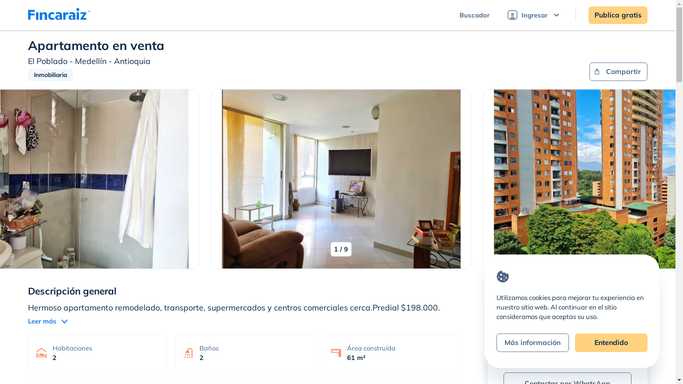 Fincaraiz
Buscador
Ingresar
Publica gratis
Apartamento en venta
El Poblado - Medellín - Antioquia
Inmobiliaria
Compartir
1 / 9
Descripción general
Hermoso apartamento remodelado, transporte, supermercados y centros comerciales cerca.Predial $198.000.
Leer más
Habitaciones
2
Baños
2
Área construida
61 m²
Utilizamos cookies para mejorar tu experiencia en
nuestro sitio web. Al continuar en el sitio
consideramos que aceptas su uso.
Más información
Entendido
Contactar por WhatsApp